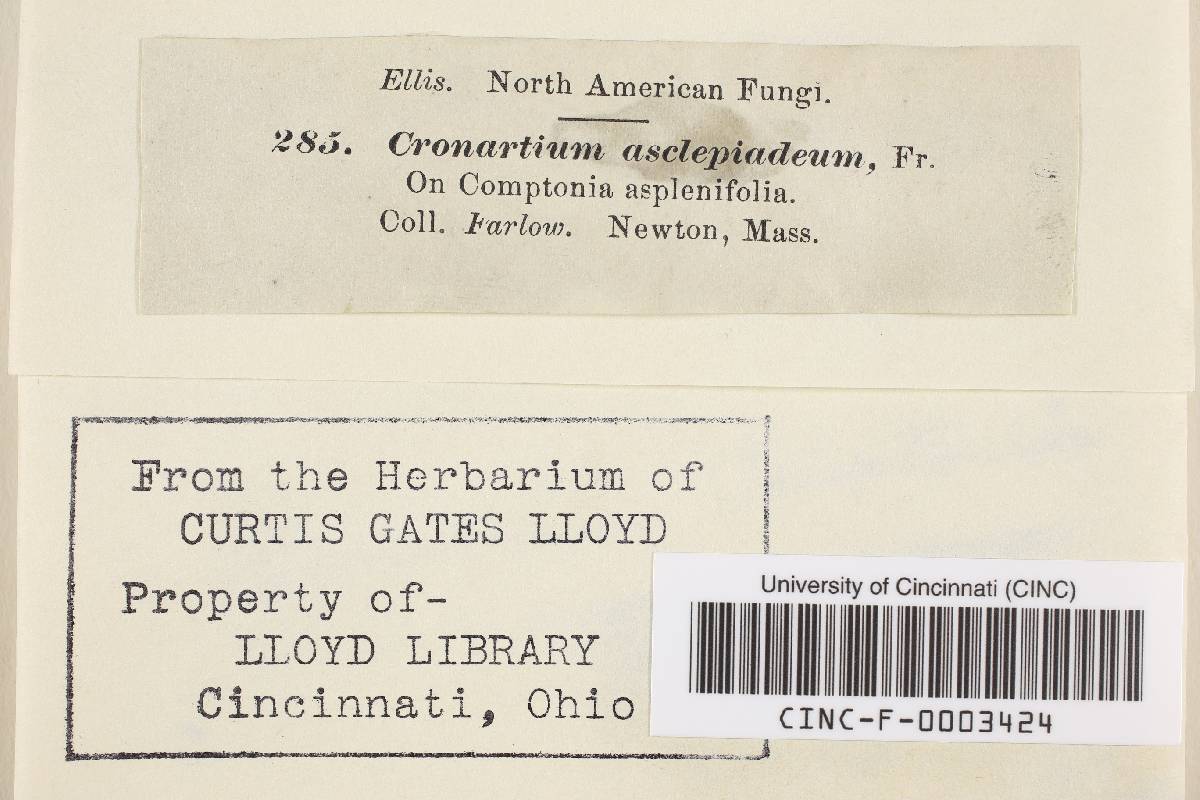 Ellis. North American Fungi.
285. Cronartium asclepiadeum, Fr.
On Comptonia asplenifolia.
Coll. Farlow. Newton, Mass.
From the Herbarium of
CURTIS GATES LLOYD
Property of-
LLOYD LIBRARY
Cincinnati, Ohio
University of Cincinnati (CINC)
CINC-F-0003424